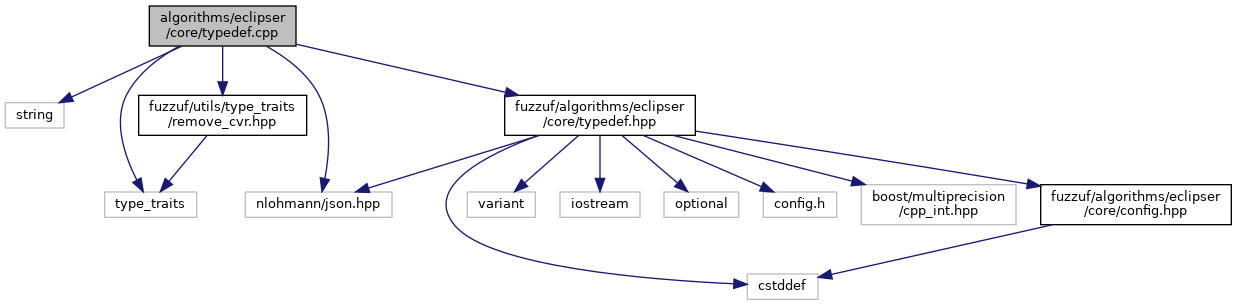 algorithms/eclipser
/core/typedef.cpp
string
fuzzuf/utils/type_traits
/remove_cvr.hpp
fuzzuf/algorithms/eclipser
/core/typedef.hpp
type_traits
nlohmann/json.hpp
variant
iostream
optional
config.h
boost/multiprecision
/cpp_int.hpp
fuzzuf/algorithms/eclipser
/core/config.hpp
cstddef